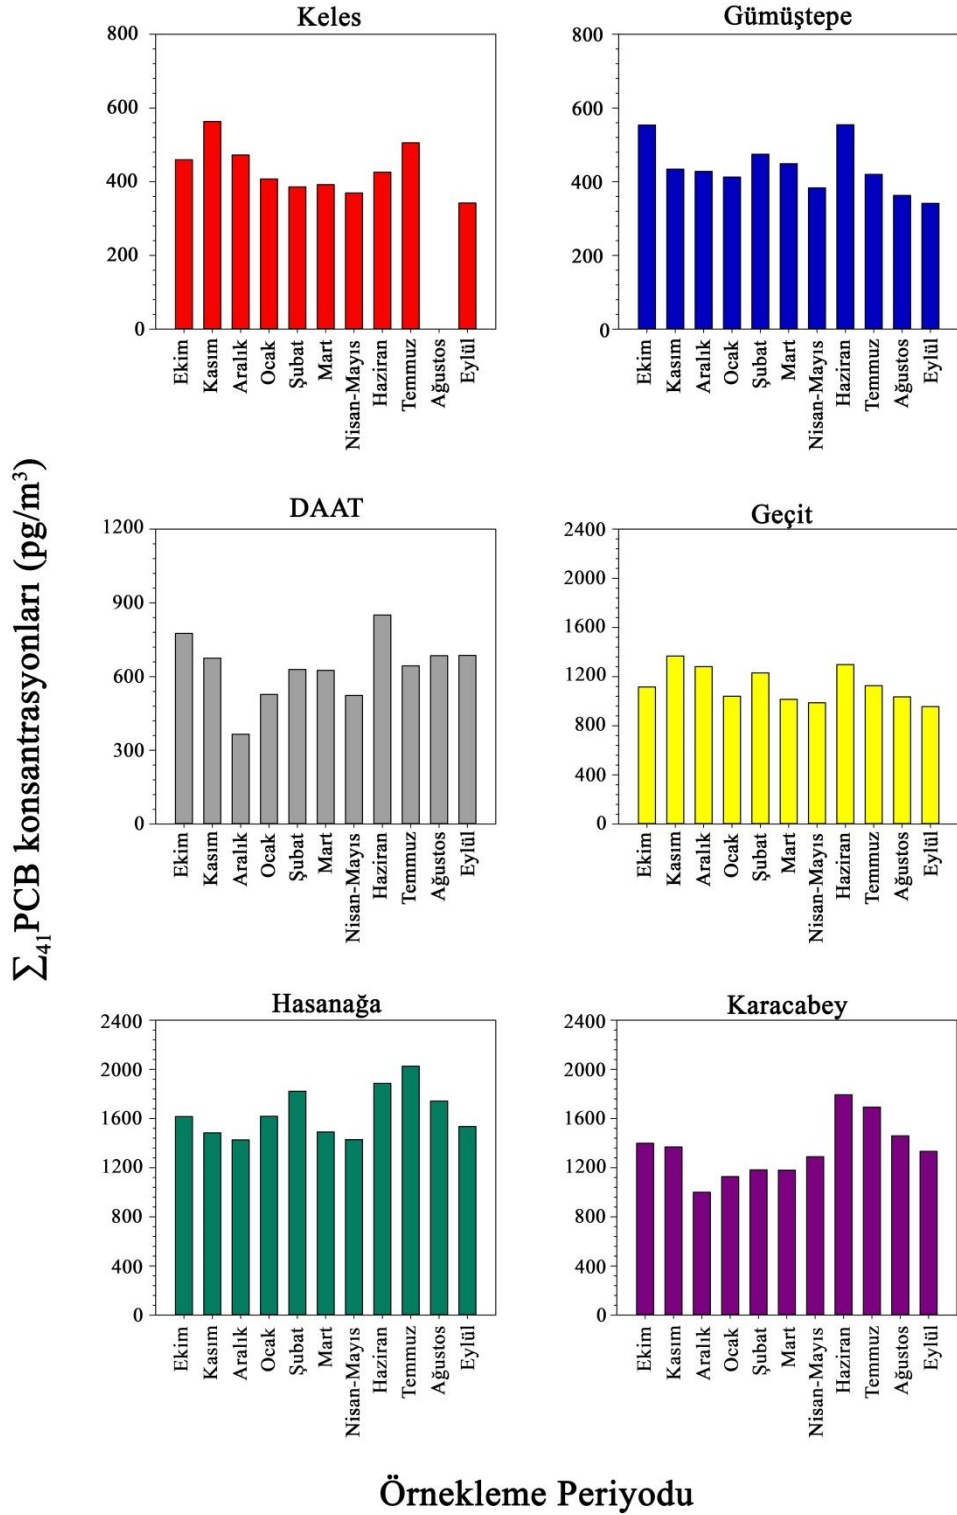 Keles
800
600
400
200
0
Ekim
Kasım
Aralık
Ocak
Şubat
Mart
Nisan-Mayıs
Haziran
Temmuz
Ağustos
Eylül
Gümüştepe
800
600
400
200
0
Ekim
Kasım
Aralık
Ocak
Şubat
Mart
Nisan-Mayıs
Haziran
Temmuz
Ağustos
Eylül
∑41PCB konsantrasyonları (pg/m³)
DAAT
1200
900
600
300
0
Ekim
Kasım
Aralık
Ocak
Şubat
Mart
Nisan-Mayıs
Haziran
Temmuz
Ağustos
Eylül
Geçit
2400
2000
1600
1200
800
400
0
Ekim
Kasım
Aralık
Ocak
Şubat
Mart
Nisan-Mayıs
Haziran
Temmuz
Ağustos
Eylül
Hasanağa
2400
2000
1600
1200
800
400
0
Ekim
Kasım
Aralık
Ocak
Şubat
Mart
Nisan-Mayıs
Haziran
Temmuz
Ağustos
Eylül
Karacabey
2400
2000
1600
1200
800
400
0
Ekim
Kasım
Aralık
Ocak
Şubat
Mart
Nisan-Mayıs
Haziran
Temmuz
Ağustos
Eylül
Örnekleme Periyodu